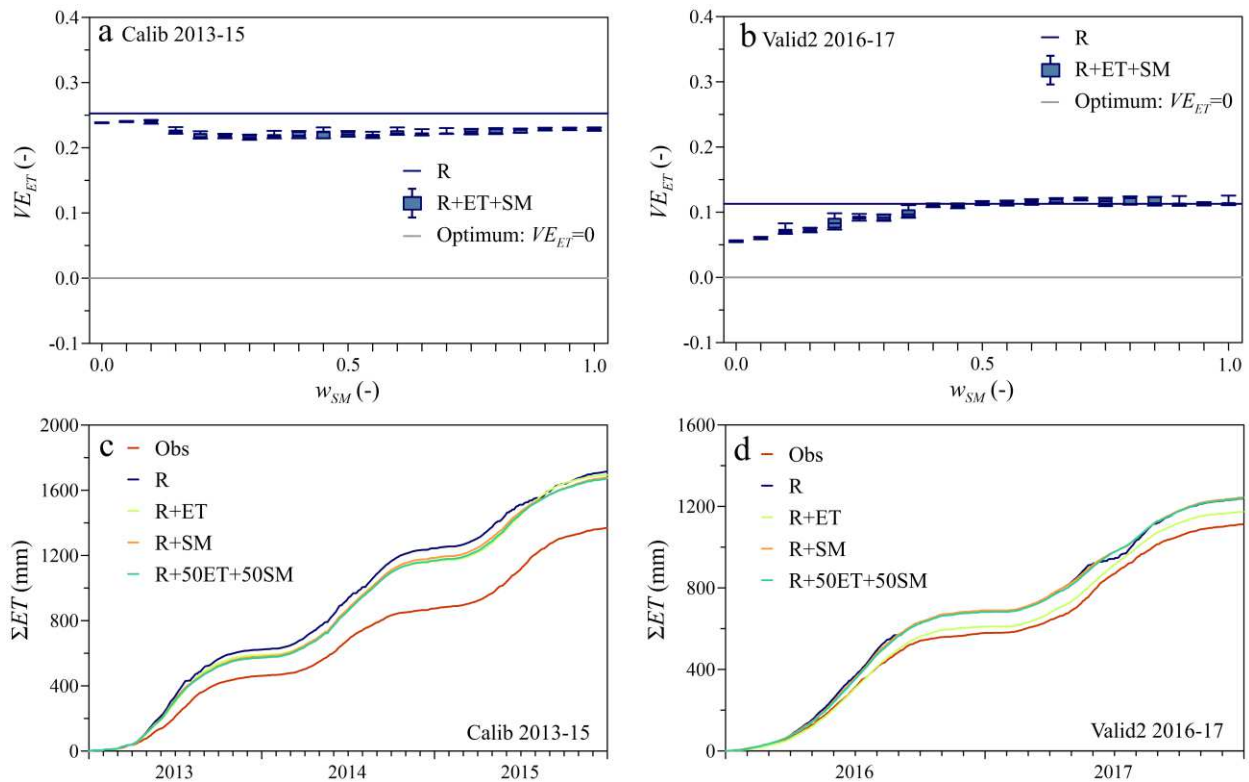 a Calib 2013-15
0.4
0.3
0.2
0.1
0.0
-0.1
VE_ET (-)
R
R+ET+SM
Optimum: VE_ET=0
0.0 0.5 1.0
w_SM (-)
b Valid2 2016-17
0.4
0.3
0.2
0.1
0.0
-0.1
VE_ET (-)
R
R+ET+SM
Optimum: VE_ET=0
0.0 0.5 1.0
w_SM (-)
c
2000
1600
1200
800
400
0
ΣET (mm)
Obs
R
R+ET
R+SM
R+50ET+50SM
Calib 2013-15
2013 2014 2015
d
1600
1200
800
400
0
ΣET (mm)
Obs
R
R+ET
R+SM
R+50ET+50SM
Valid2 2016-17
2016 2017